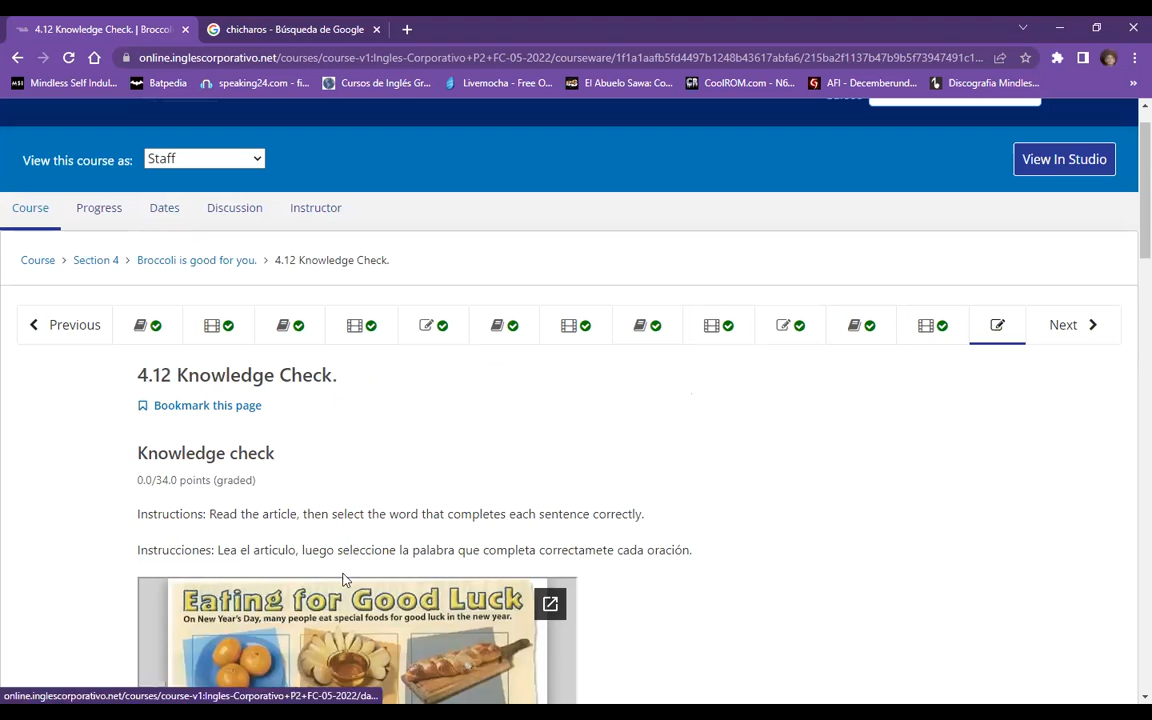 4.12 Knowledge Check. | Brocco
chicharos - Búsqueda de Google
online.inglescorporativo.net/courses/course-v1:Ingles-Corporativo+P2+FC-05-2022/courseware/1f1a1aafb5fd4497b1248b43617abfa6/215ba2f1137b47b9b5f73947491c1...
Mindless Self Indul...
Batpedia
speaking24.com - fi...
Cursos de Inglés Gr...
Livemocha - Free O...
El Abuelo Sawa: Co...
CoolROM.com - N6...
AFI - Decemberund...
Discografia Mindles...
View this course as:
Staff
View In Studio
Course
Progress
Dates
Discussion
Instructor
Course > Section 4 > Broccoli is good for you. > 4.12 Knowledge Check.
Previous
Next
4.12 Knowledge Check.
Bookmark this page
Knowledge check
0.0/34.0 points (graded)
Instructions: Read the article, then select the word that completes each sentence correctly.
Instrucciones: Lea el articulo, luego seleccione la palabra que completa correctamete cada oración.
Eating for Good Luck
On New Year's Day, many people eat special foods for good luck in the new year.
online.inglescorporativo.net/courses/course-v1:Ingles-Corporativo+P2+FC-05-2022/da...